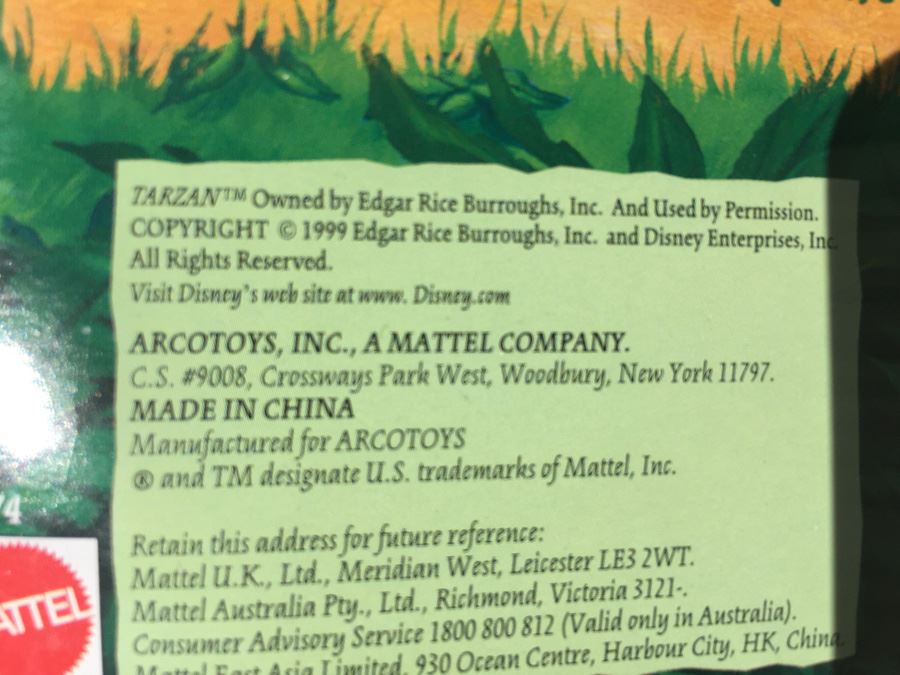 TARZAN™ Owned by Edgar Rice Burroughs, Inc. And Used by Permission.
COPYRIGHT © 1999 Edgar Rice Burroughs, Inc. and Disney Enterprises, Inc.
All Rights Reserved.
Visit Disney's web site at www. Disney.com
ARCOTOYS, INC., A MATTEL COMPANY.
C.S. #9008, Crossways Park West, Woodbury, New York 11797.
MADE IN CHINA
Manufactured for ARCOTOYS
® and TM designate U.S. trademarks of Mattel, Inc.
Retain this address for future reference:
Mattel U.K., Ltd., Meridian West, Leicester LE3 2WT.
Mattel Australia Pty., Ltd., Richmond, Victoria 3121-.
Consumer Advisory Service 1800 800 812 (Valid only in Australia).
Mattel East Asia Limited, 930 Ocean Centre, Harbour City, HK, China.
ATTEL